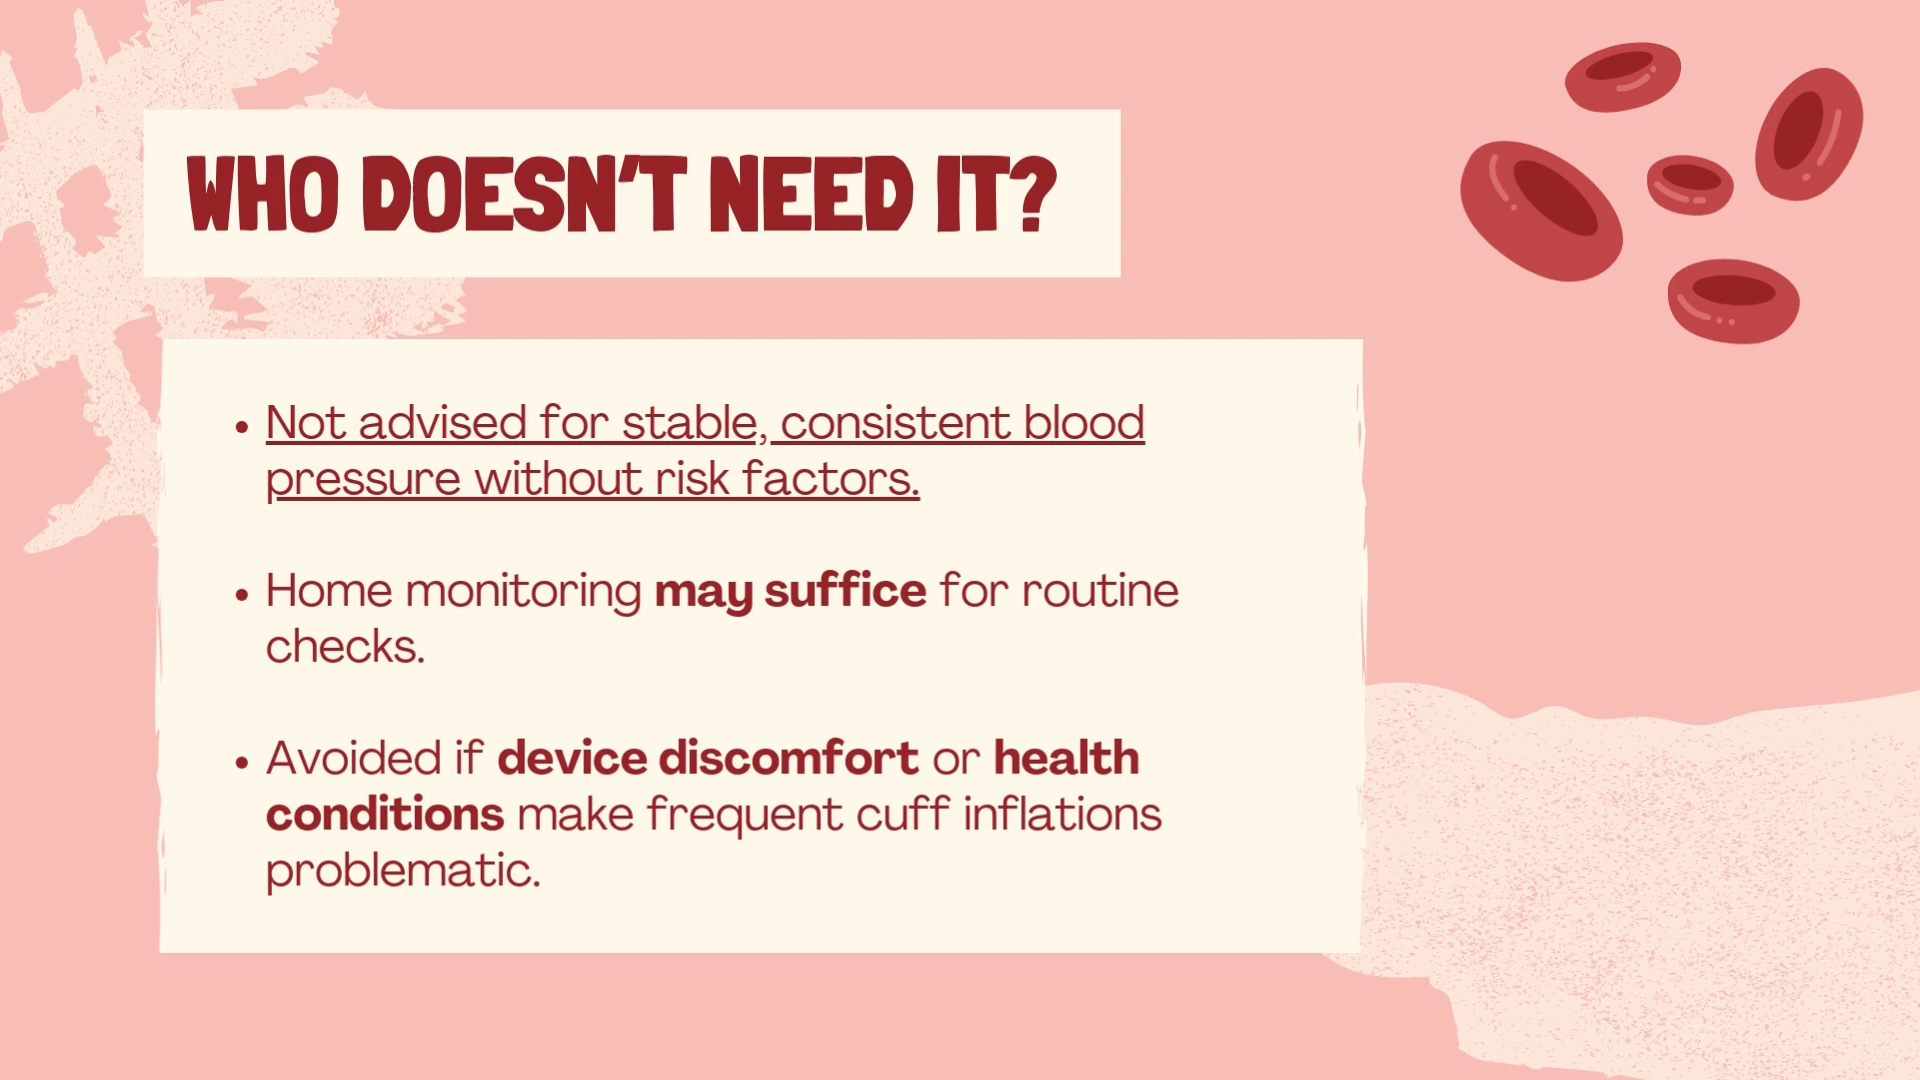 WHO DOESN'T NEED IT?
• Not advised for stable, consistent blood
pressure without risk factors.
• Home monitoring may suffice for routine
checks.
• Avoided if device discomfort or health
conditions make frequent cuff inflations
problematic.